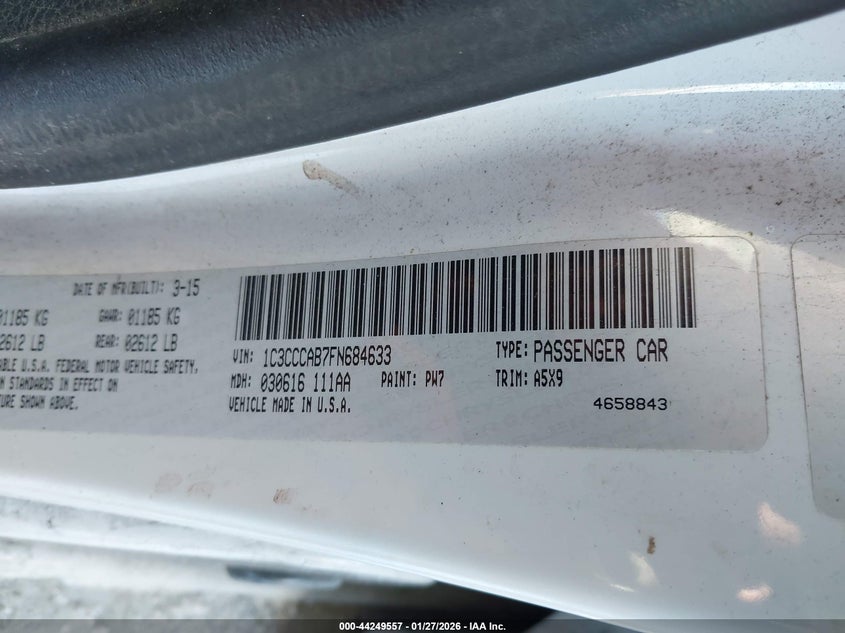 DATE OF MFR(BUILT): 3-15
01185 KG GAWR: 01185 KG
2612 LB REAR: 02612 LB
ABLE U.S.A. FEDERAL MOTOR VEHICLE SAFETY,
ON STANDARDS IN EFFECT ON
TURE SHOWN ABOVE.
VIN: 1C3CCCAB7FN684633 TYPE: PASSENGER CAR
MDH: 030616 111AA PAINT: PW7 TRIM: A5X9
VEHICLE MADE IN U.S.A. 4658843
000-44249557 - 01/27/2026 - IAA Inc.